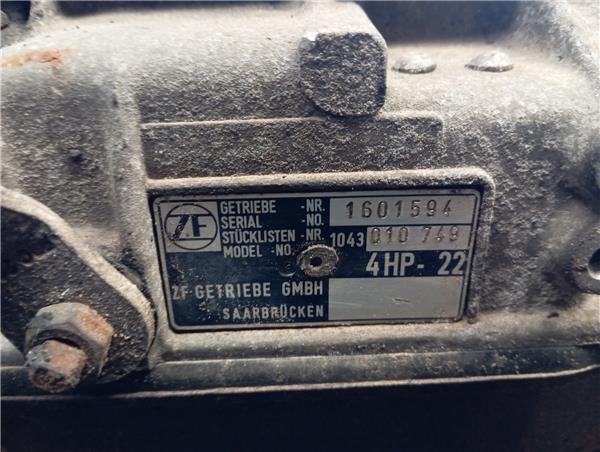 ZF
GETRIEBE -NR. 1601594
SERIAL -NO.
STÜCKLISTEN -NR. 1043 010 749
MODEL -NO.
4HP- 22
ZF GETRIEBE GMBH
SAARBRÜCKEN